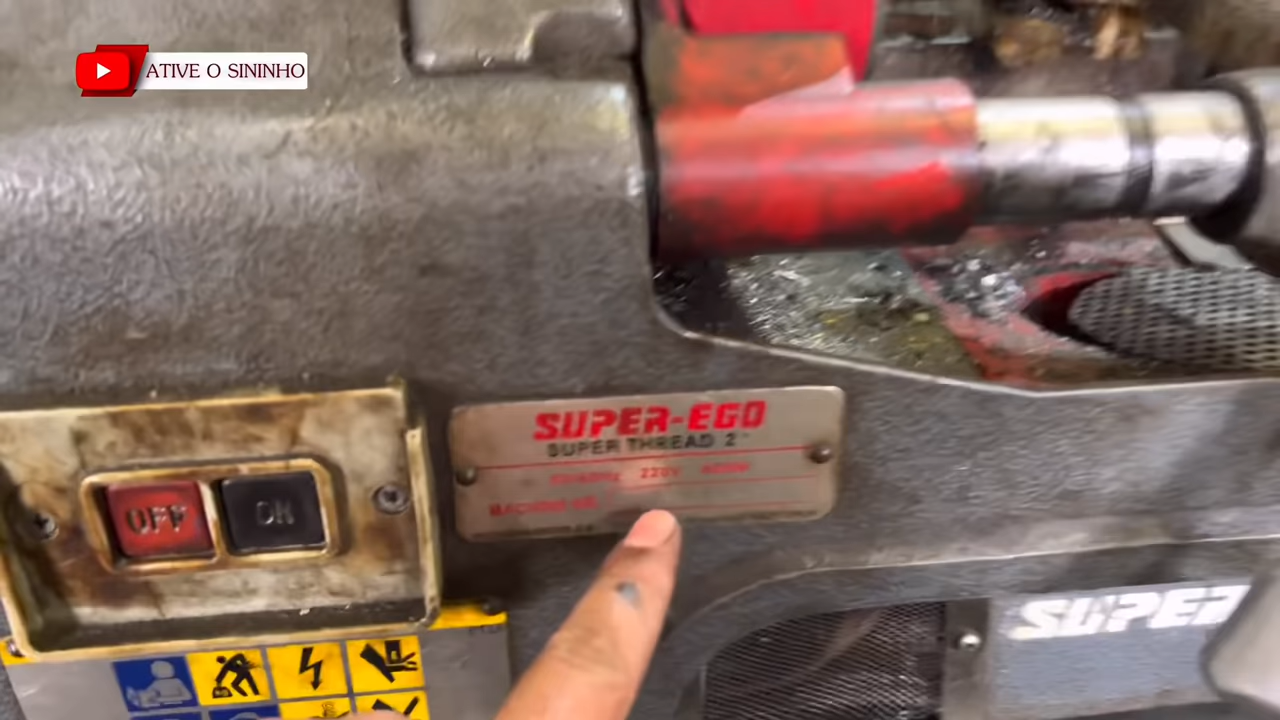 ATIVE O SININHO
SUPER-EGO
SUPER THREAD 2"
220V
OFF
ON
SUPER